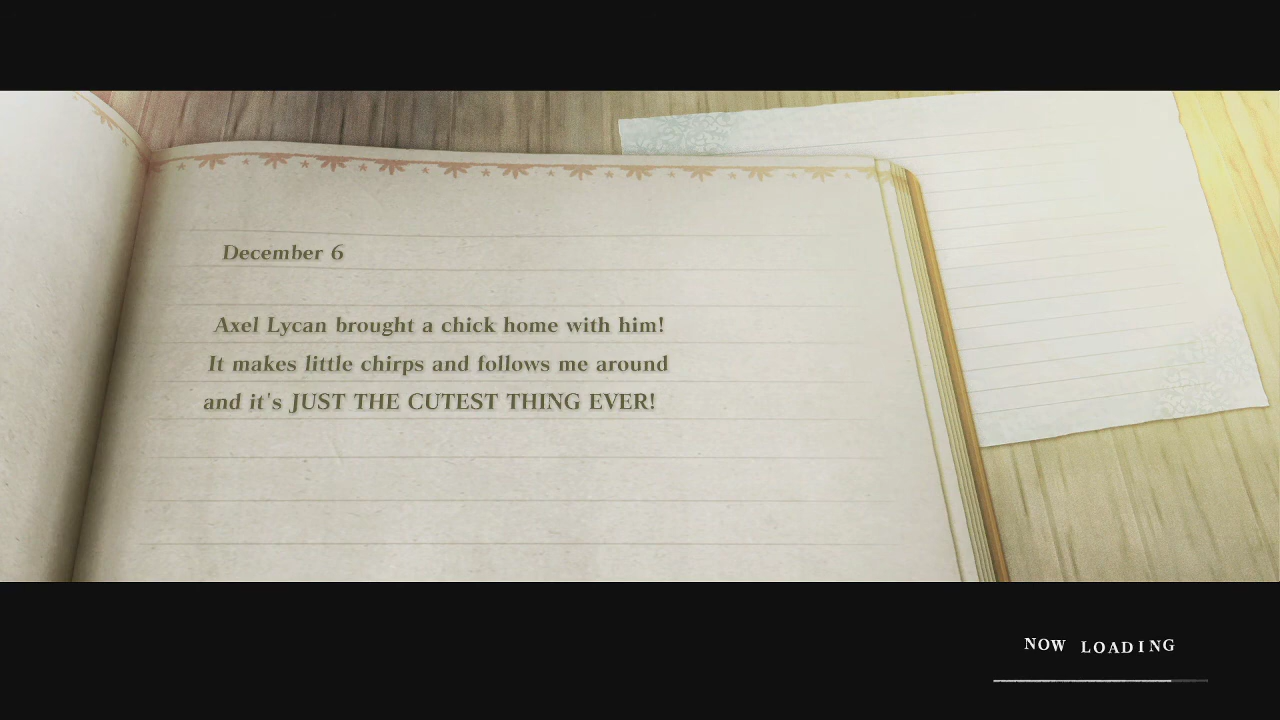 December 6
Axel Lycan brought a chick home with him!
It makes little chirps and follows me around
and it's JUST THE CUTEST THING EVER!
NOW LOADING